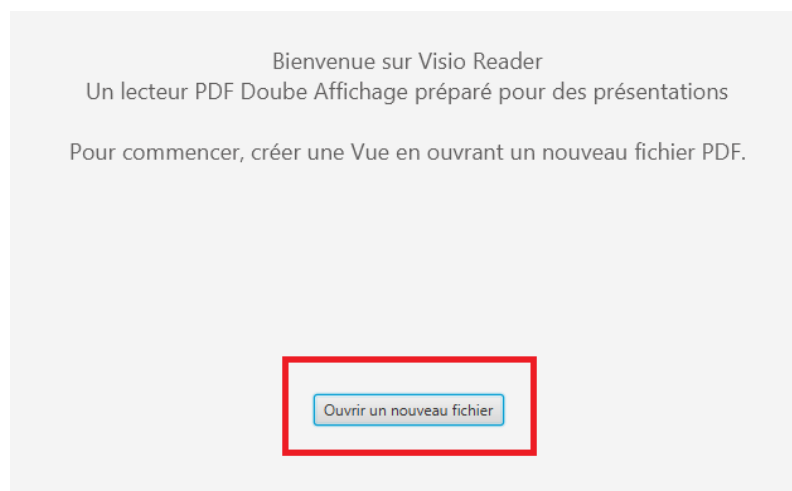 Bienvenue sur Visio Reader
Un lecteur PDF Doube Affichage préparé pour des présentations
Pour commencer, créer une Vue en ouvrant un nouveau fichier PDF.
Ouvrir un nouveau fichier